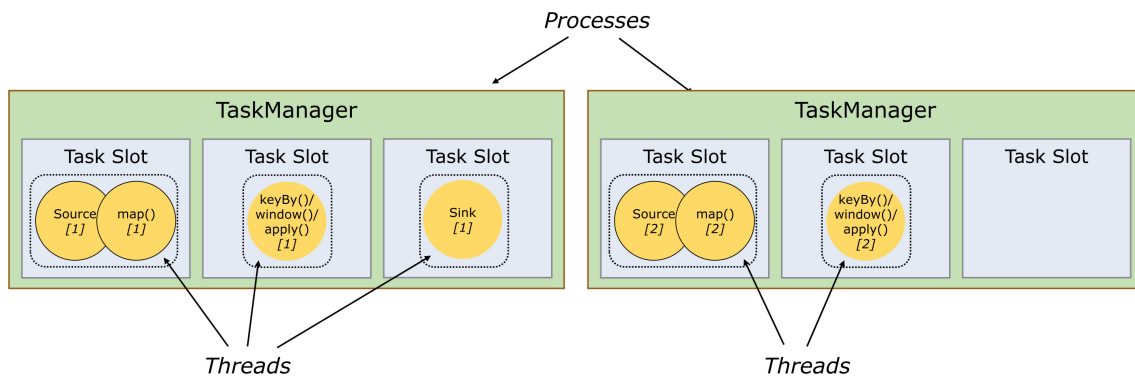 Processes
TaskManager
Task Slot
Source
[1]
map()
[1]
Task Slot
keyBy()/
window()/
apply()
[1]
Task Slot
Sink
[1]
TaskManager
Task Slot
Source
[2]
map()
[2]
Task Slot
keyBy()/
window()/
apply()
[2]
Task Slot
Threads
Threads